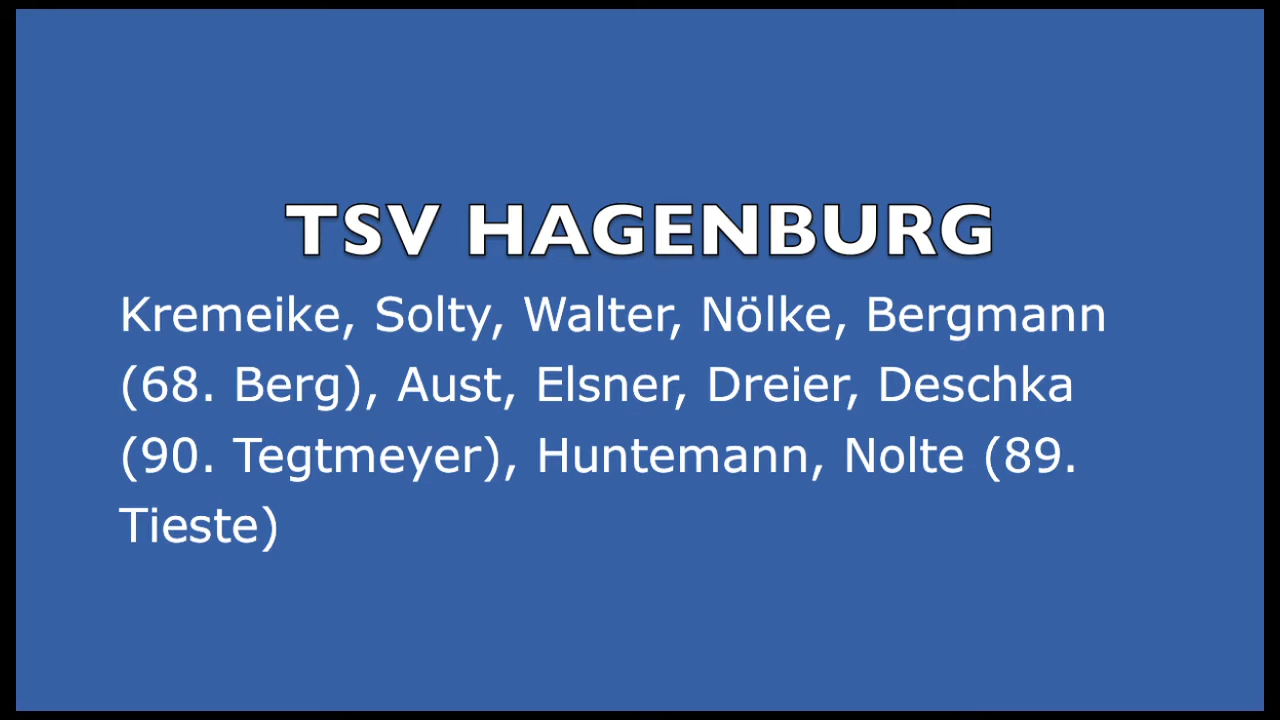 TSV HAGENBURG
Kremeike, Solty, Walter, Nölke, Bergmann
(68. Berg), Aust, Elsner, Dreier, Deschka
(90. Tegtmeyer), Huntemann, Nolte (89.
Tieste)